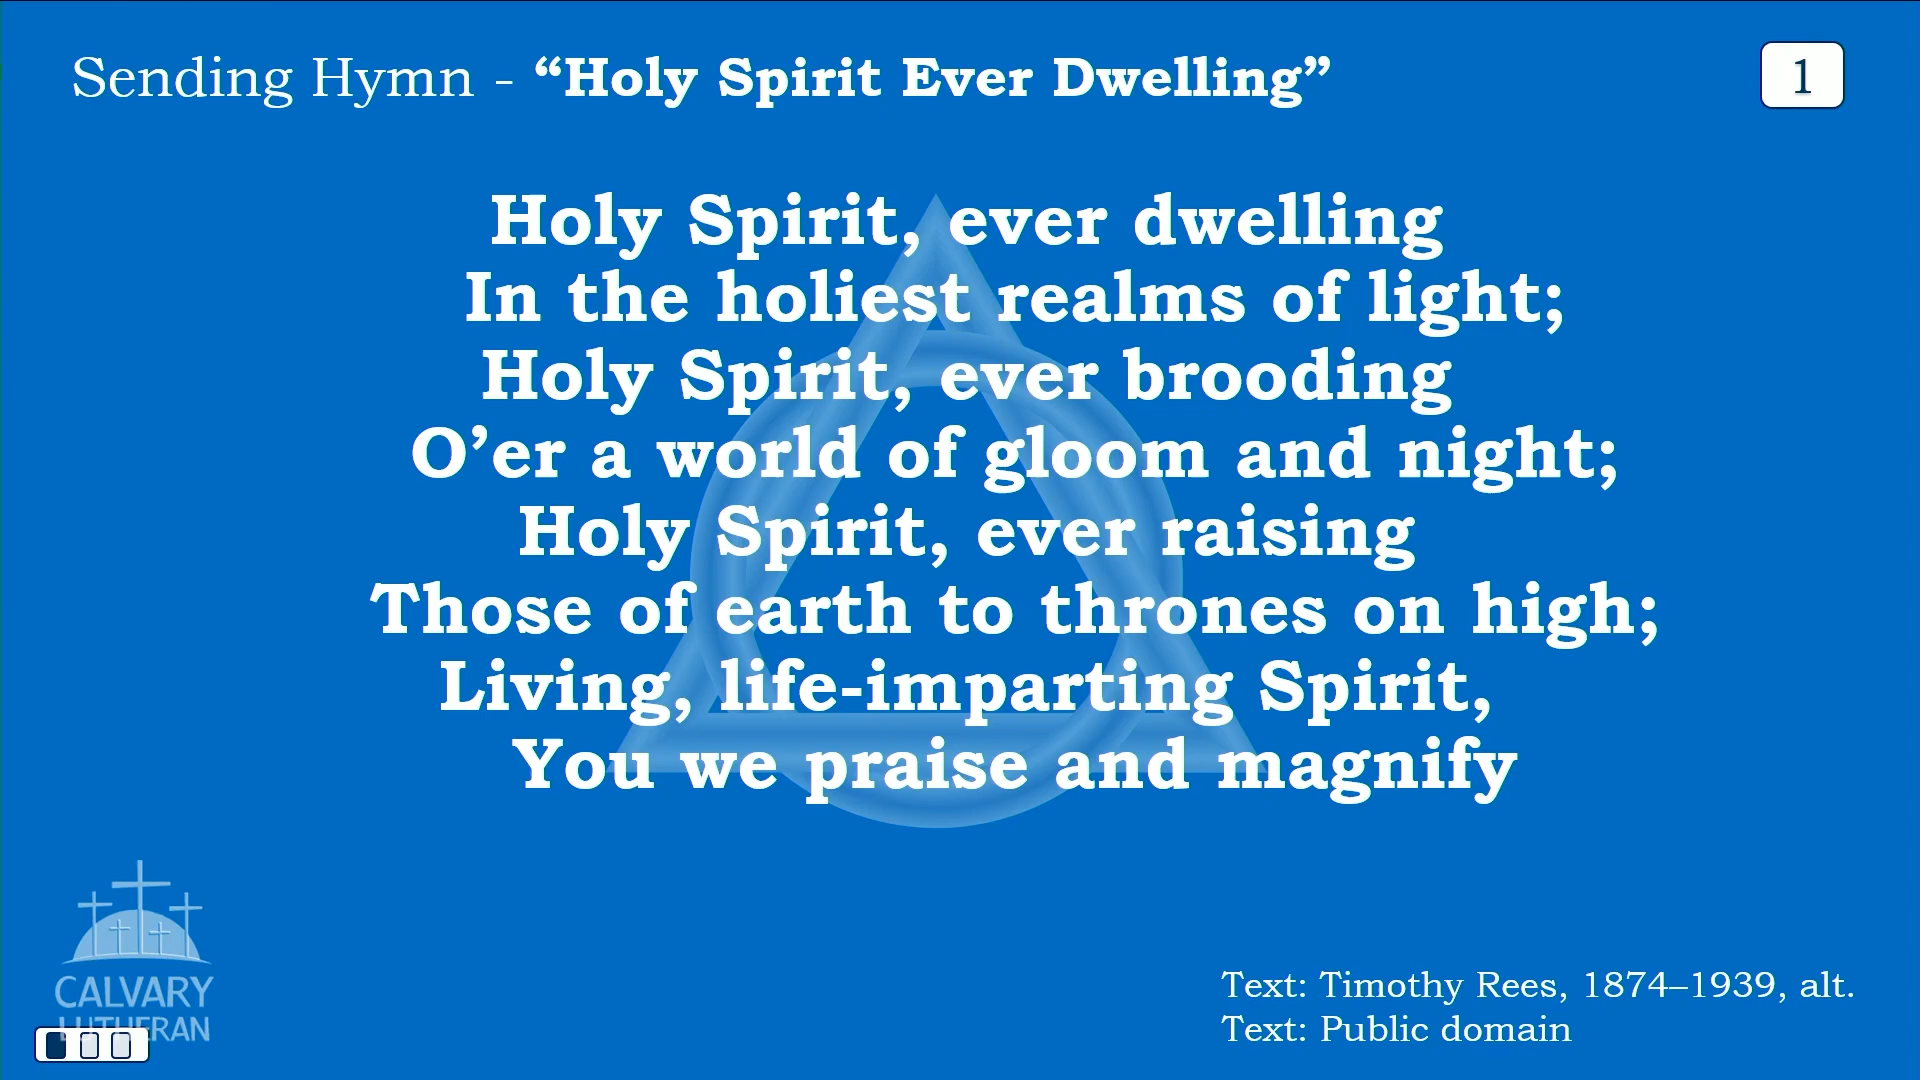 Sending Hymn - “Holy Spirit Ever Dwelling”
1
Holy Spirit, ever dwelling
In the holiest realms of light;
Holy Spirit, ever brooding
O’er a world of gloom and night;
Holy Spirit, ever raising
Those of earth to thrones on high;
Living, life-imparting Spirit,
You we praise and magnify
CALVARY
LUTHERAN
Text: Timothy Rees, 1874–1939, alt.
Text: Public domain